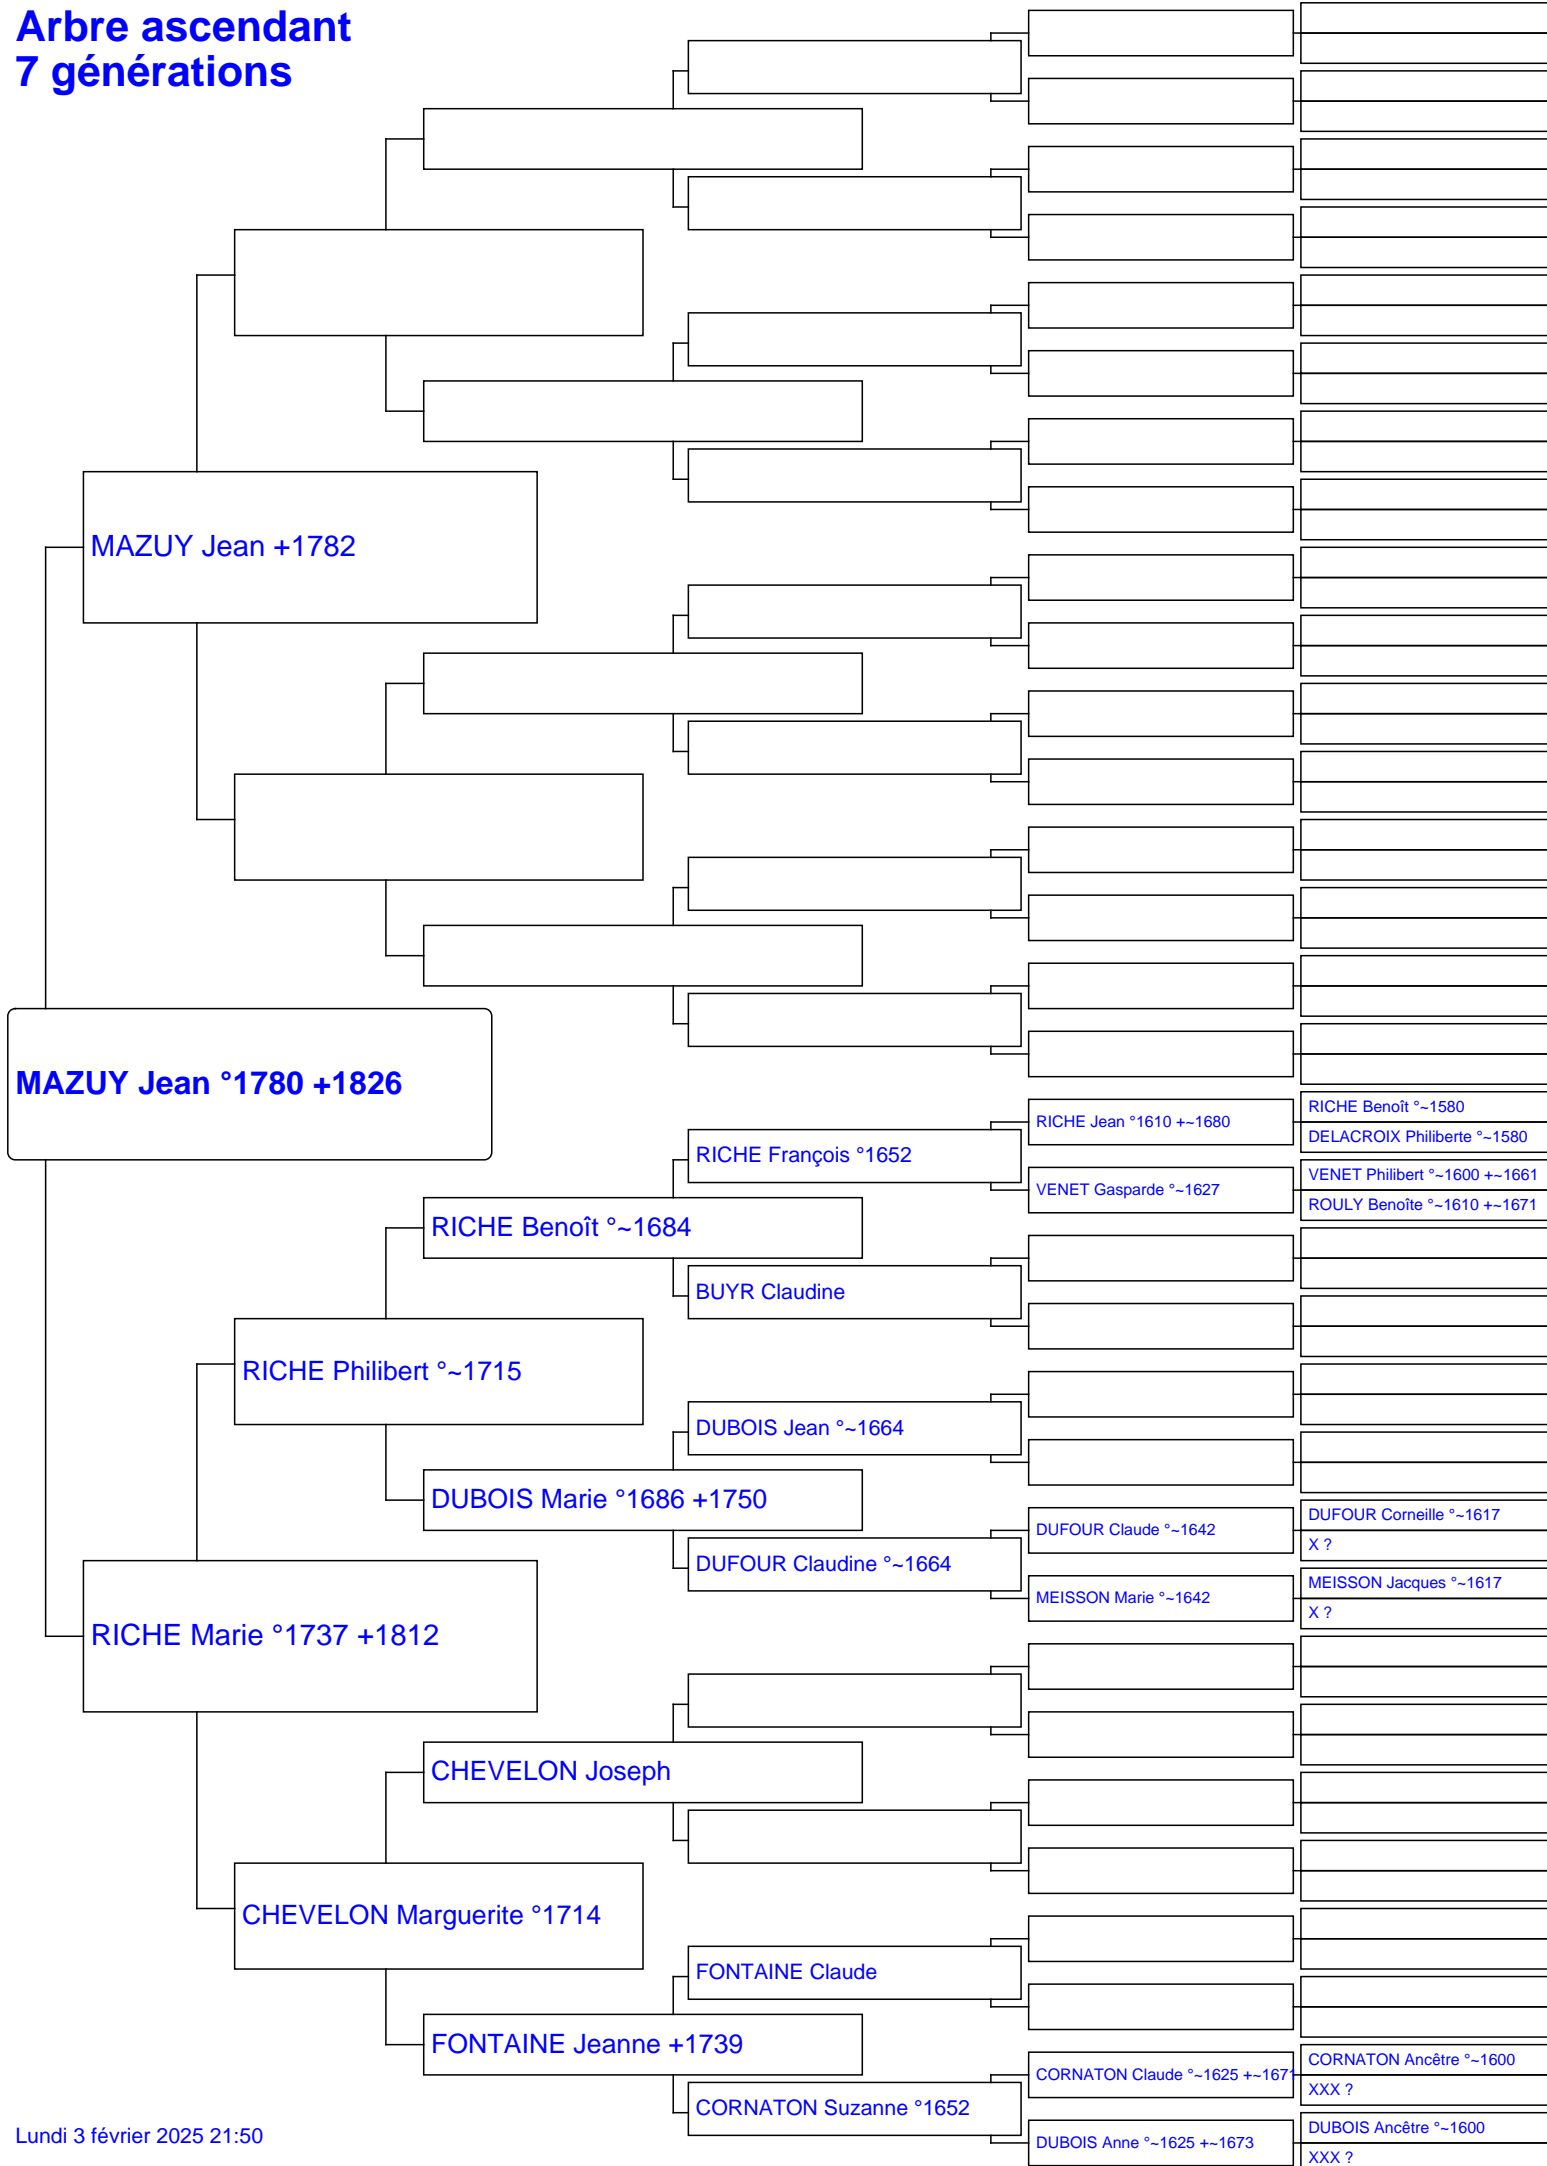 Arbre ascendant
7 générations
MAZUY Jean +1782
MAZUY Jean °1780 +1826
RICHE Jean °1610 +~1680
RICHE Benoît °~1580
DELACROIX Philiberte °~1580
RICHE François °1652
VENET Gasparde °~1627
VENET Philibert °~1600 +~1661
ROULY Benoîte °~1610 +~1671
RICHE Benoît °~1684
BUYR Claudine
RICHE Philibert °~1715
DUBOIS Jean °~1664
DUBOIS Marie °1686 +1750
DUFOUR Claude °~1642
DUFOUR Corneille °~1617
X ?
DUFOUR Claudine °~1664
MEISSON Marie °~1642
MEISSON Jacques °~1617
X ?
RICHE Marie °1737 +1812
CHEVELON Joseph
CHEVELON Marguerite °1714
FONTAINE Claude
FONTAINE Jeanne +1739
CORNATON Claude °~1625 +~1671
CORNATON Ancêtre °~1600
XXX ?
CORNATON Suzanne °1652
DUBOIS Anne °~1625 +~1673
DUBOIS Ancêtre °~1600
XXX ?
Lundi 3 février 2025 21:50